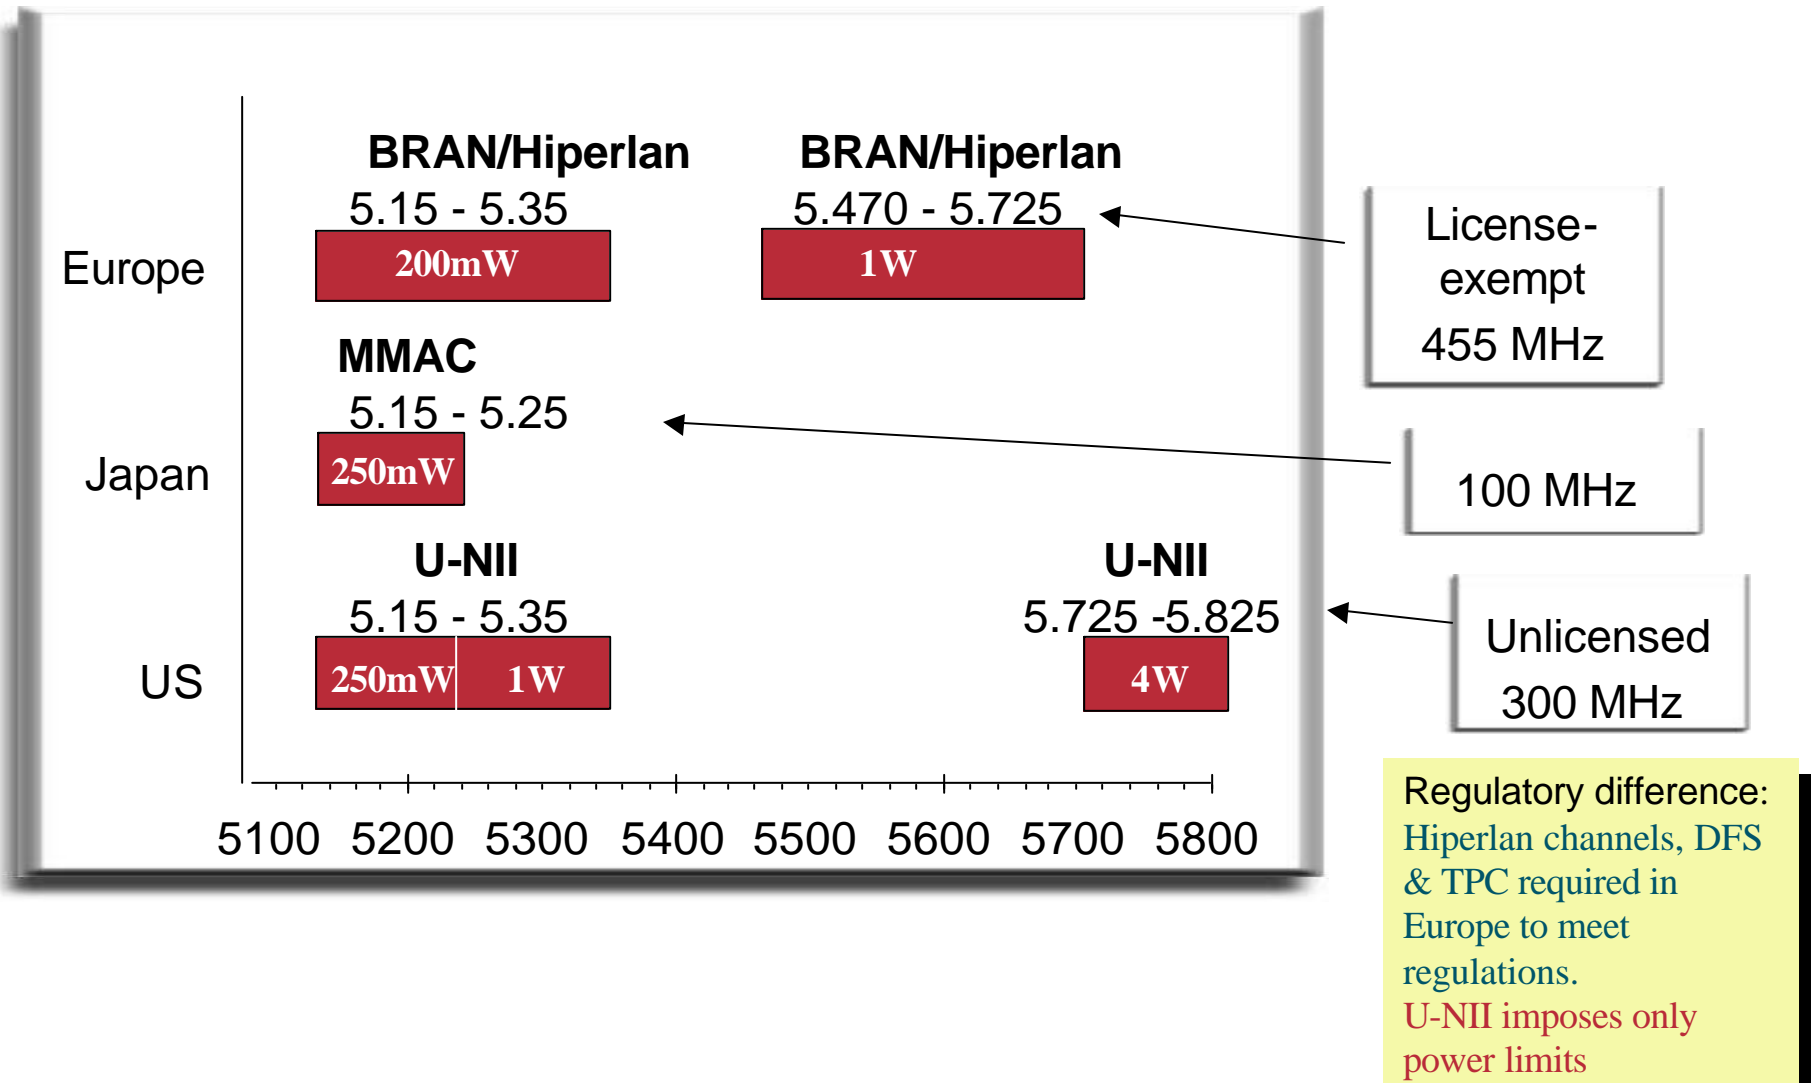 BRAN/Hiperlan BRAN/Hiperlan
5.15 - 5.35 5.470 - 5.725
Europe 200mW 1W
License-
exempt
455 MHz
MMAC
5.15 - 5.25
Japan 250mW
100 MHz
U-NII U-NII
5.15 - 5.35 5.725 -5.825
US 250mW 1W 4W
Unlicensed
300 MHz
5100 5200 5300 5400 5500 5600 5700 5800
Regulatory difference:
Hiperlan channels, DFS
& TPC required in
Europe to meet
regulations.
U-NII imposes only
power limits